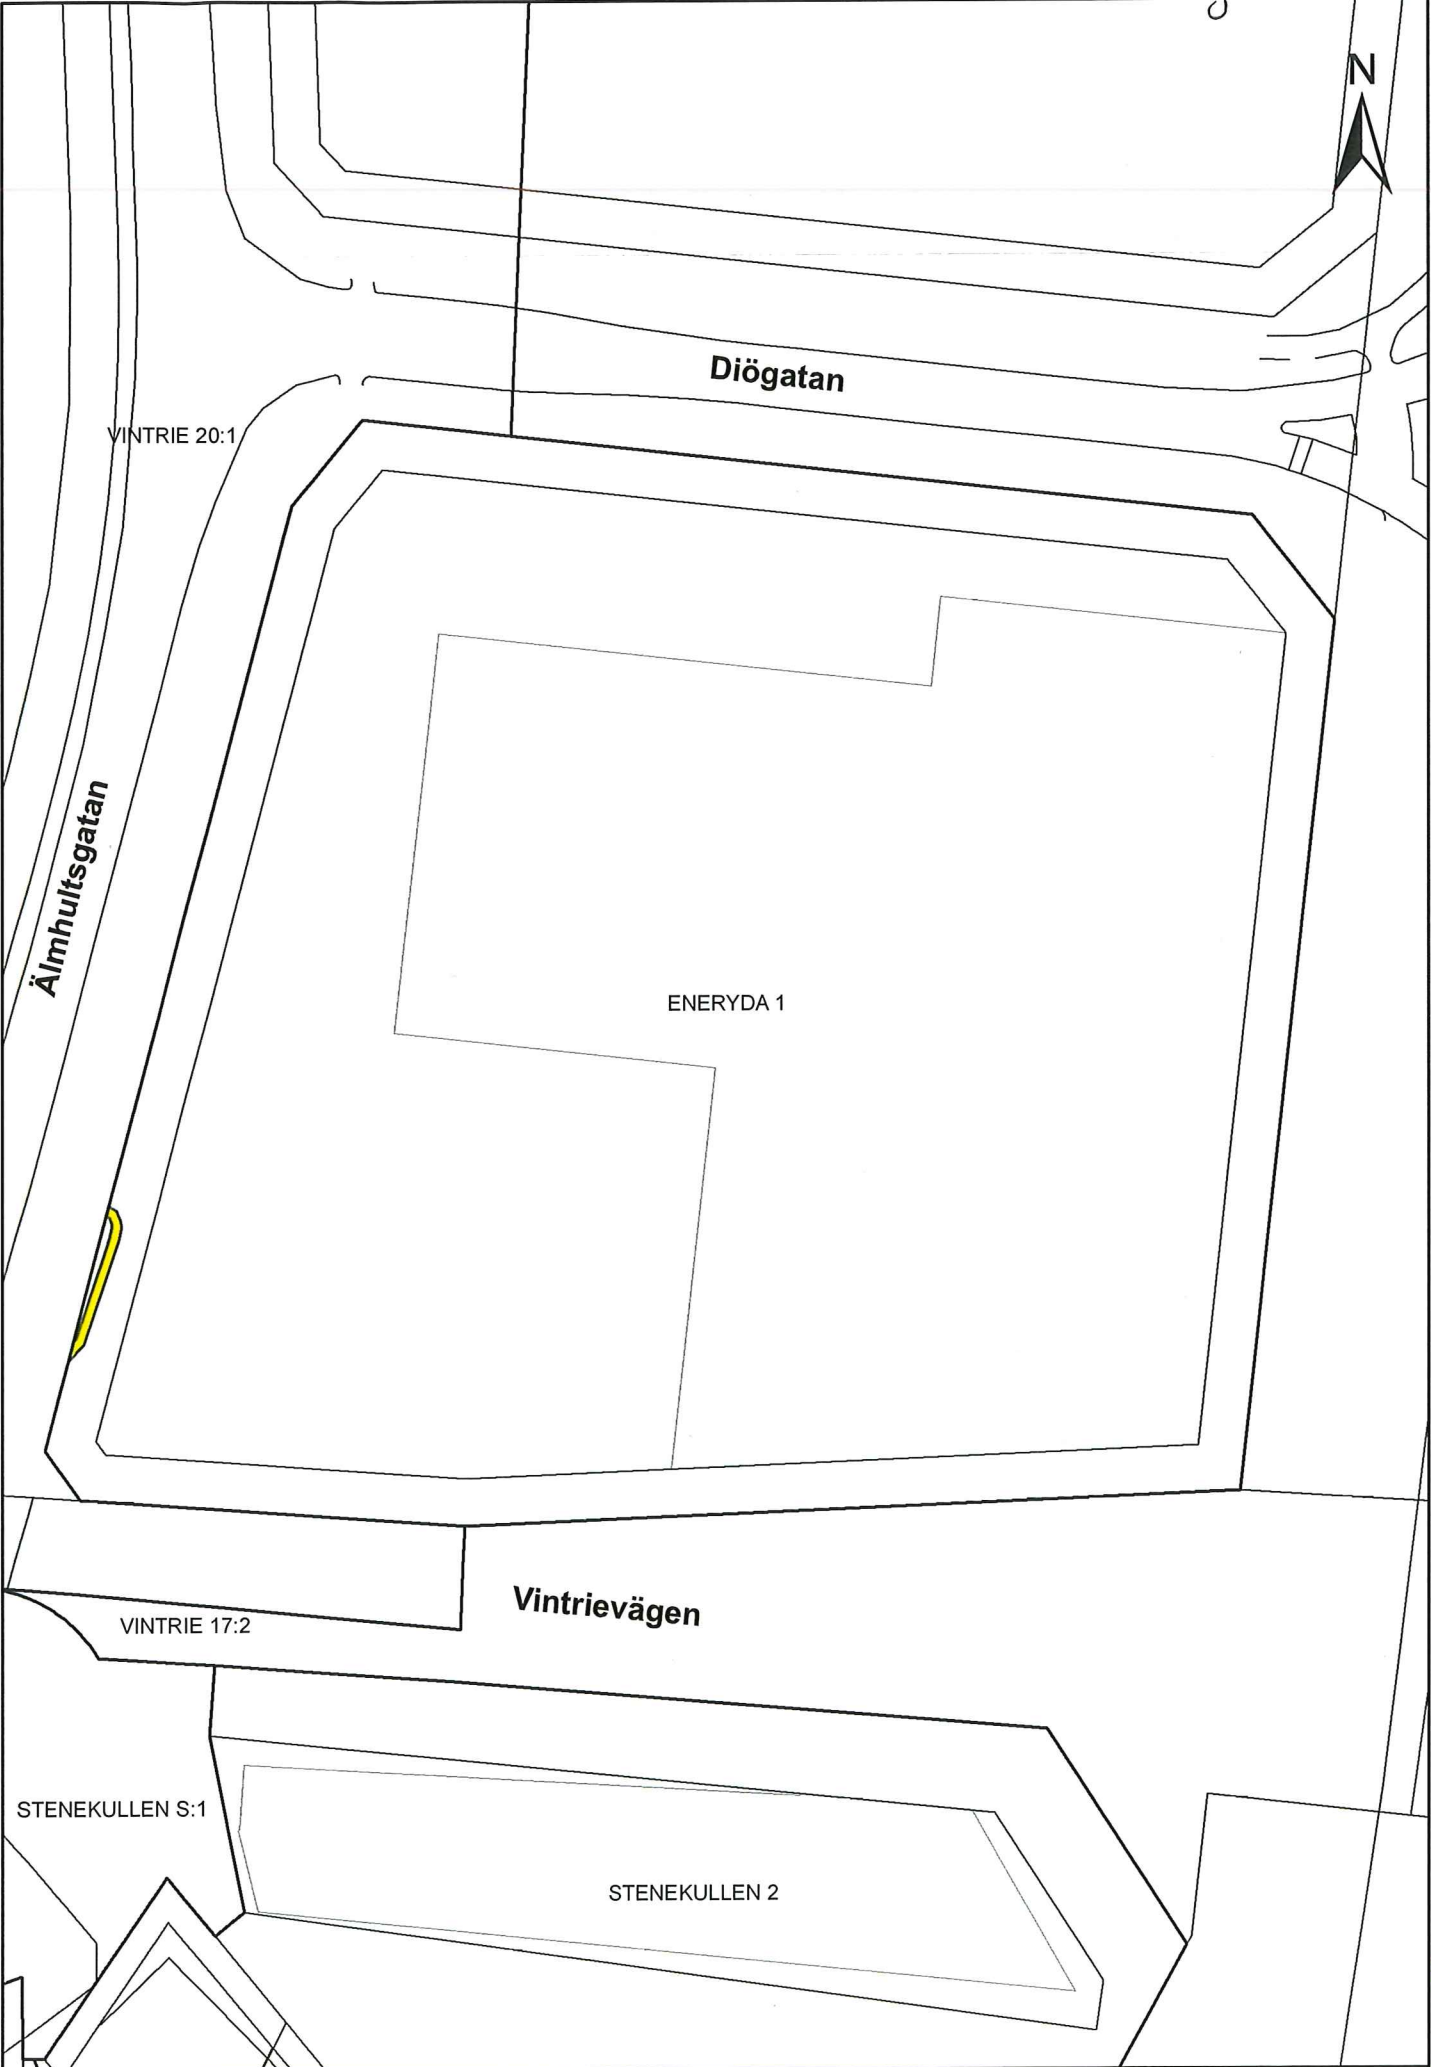 N
Diögatan
VINTRIE 20:1
Älmhultsgatan
ENERYDA 1
Vintrievägen
VINTRIE 17:2
STENEKULLEN S:1
STENEKULLEN 2